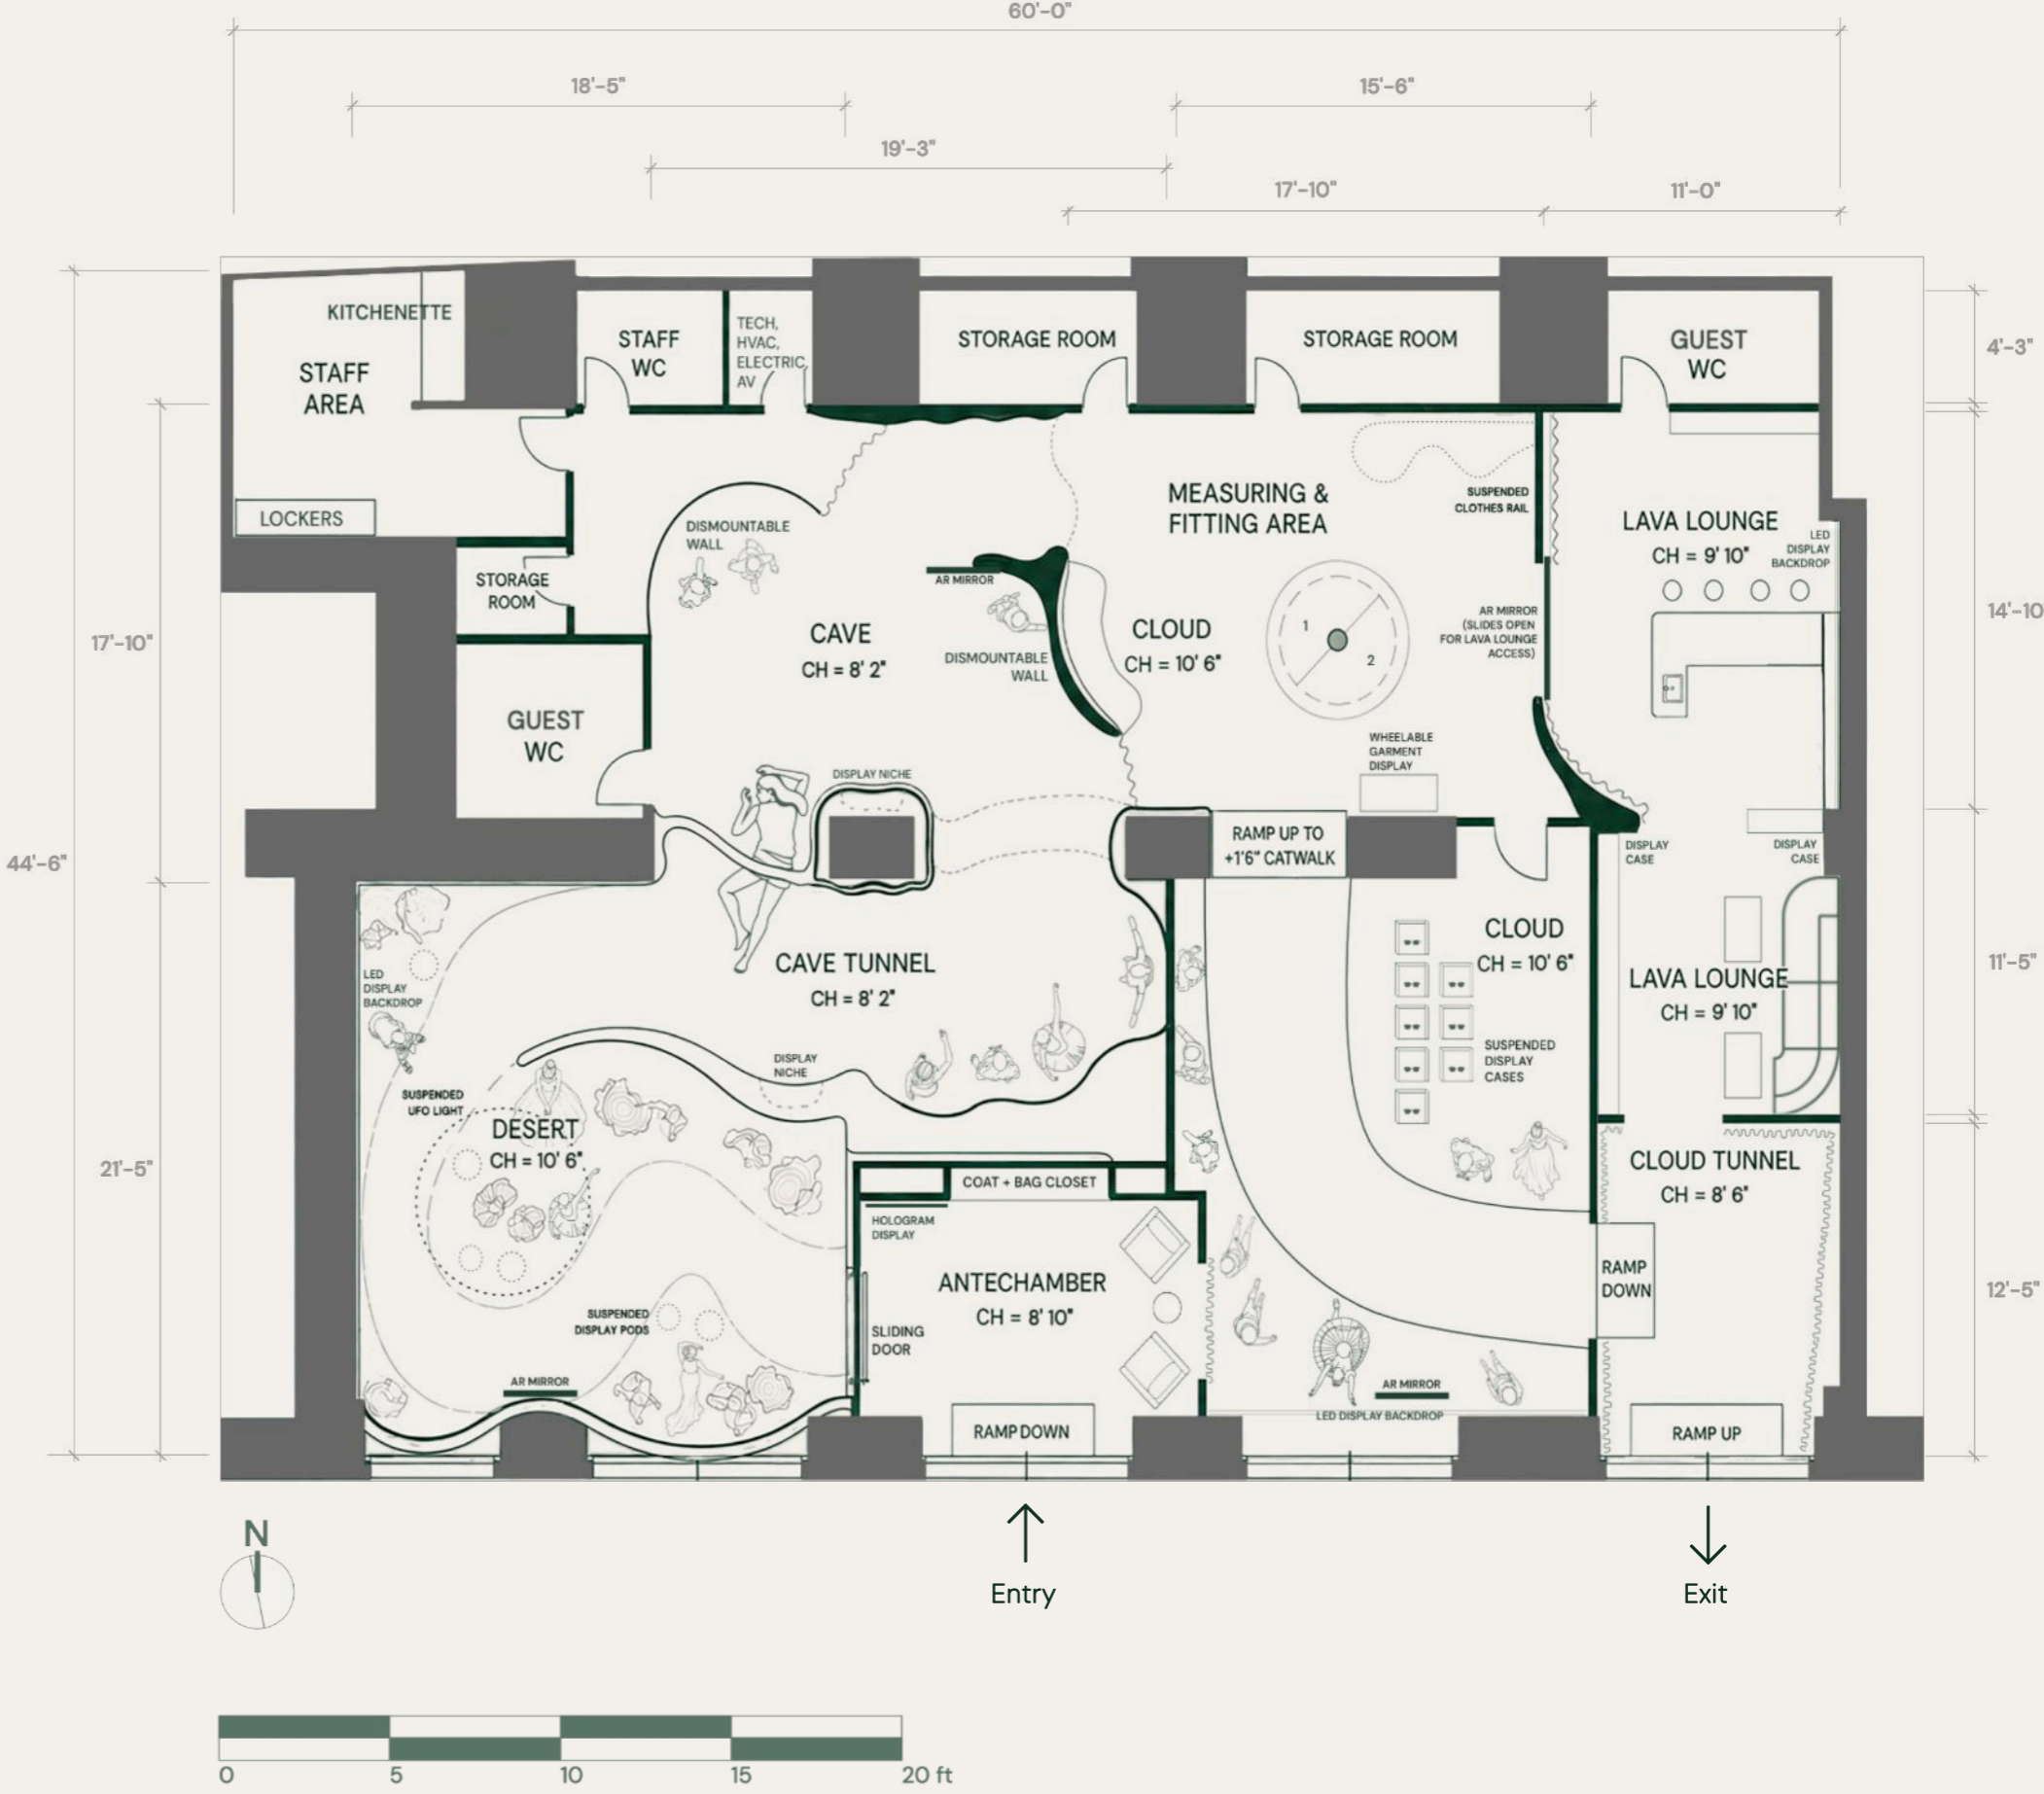 60'-0"
18'-5"
15'-6"
19'-3"
17'-10"
11'-0"
KITCHENETTE
STAFF
AREA
LOCKERS
STAFF
WC
TECH,
HVAC,
ELECTRIC,
AV
STORAGE ROOM
STORAGE ROOM
GUEST
WC
4'-3"
MEASURING &
FITTING AREA
SUSPENDED
CLOTHES RAIL
LAVA LOUNGE
CH = 9' 10"
LED
DISPLAY
BACKDROP
DISMOUNTABLE
WALL
STORAGE
ROOM
AR MIRROR
CAVE
CH = 8' 2"
DISMOUNTABLE
WALL
CLOUD
CH = 10' 6"
1
2
AR MIRROR
(SLIDES OPEN
FOR LAVA LOUNGE
ACCESS)
14'-10
17'-10"
GUEST
WC
WHEELABLE
GARMENT
DISPLAY
DISPLAY NICHE
RAMP UP TO
+1'6" CATWALK
DISPLAY
CASE
DISPLAY
CASE
44'-6"
LED
DISPLAY
BACKDROP
CAVE TUNNEL
CH = 8' 2"
CLOUD
CH = 10' 6"
LAVA LOUNGE
CH = 9' 10"
11'-5"
SUSPENDED
DISPLAY
CASES
DISPLAY
NICHE
SUSPENDED
UFO LIGHT
DESERT
CH = 10' 6"
21'-5"
COAT + BAG CLOSET
CLOUD TUNNEL
CH = 8' 6"
HOLOGRAM
DISPLAY
ANTECHAMBER
CH = 8' 10"
RAMP
DOWN
12'-5"
SUSPENDED
DISPLAY PODS
SLIDING
DOOR
AR MIRROR
AR MIRROR
LED DISPLAY BACKDROP
RAMP DOWN
RAMP UP
N
Entry
Exit
0 5 10 15 20 ft